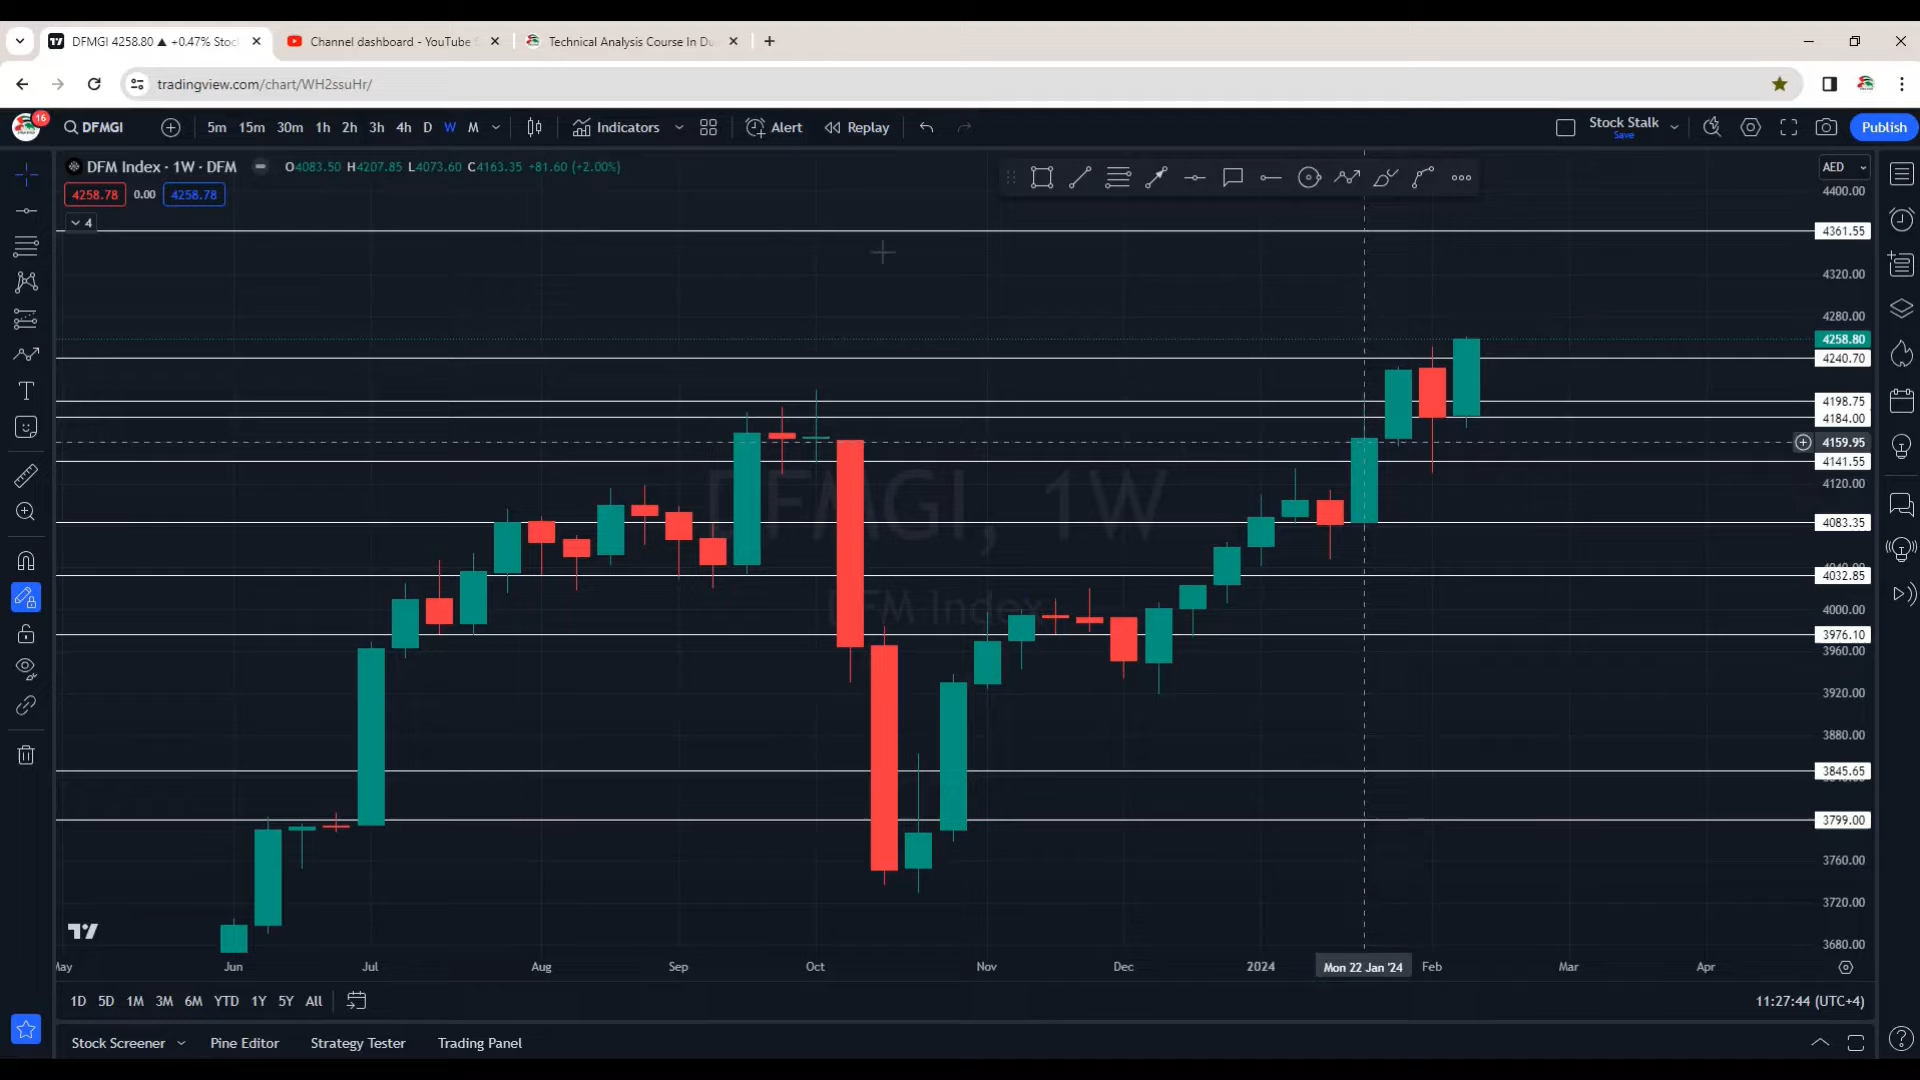 DFMGI 4258.80 ▲ +0.47% Stoc
Channel dashboard - YouTube
Technical Analysis Course In Du
tradingview.com/chart/WH2ssuHr/
16
DFMGI
5m 15m 30m 1h 2h 3h 4h D W M
Indicators
Alert
Replay
Stock Stalk
Save
Publish
DFM Index · 1W · DFM
O4083.50 H4207.85 L4073.60 C4163.35 +81.60 (+2.00%)
4258.78 0.00 4258.78
4
AED
4400.00
4361.55
4320.00
4280.00
4258.80
4240.70
4198.75
4184.00
4159.95
4141.55
4120.00
4083.35
4032.85
4000.00
3976.10
3960.00
3920.00
3880.00
3845.65
3799.00
3760.00
3720.00
3680.00
DFMGI, 1W
DFM Index
May Jun Jul Aug Sep Oct Nov Dec 2024 Mon 22 Jan '24 Feb Mar Apr
1D 5D 1M 3M 6M YTD 1Y 5Y All
11:27:44 (UTC+4)
Stock Screener Pine Editor Strategy Tester Trading Panel